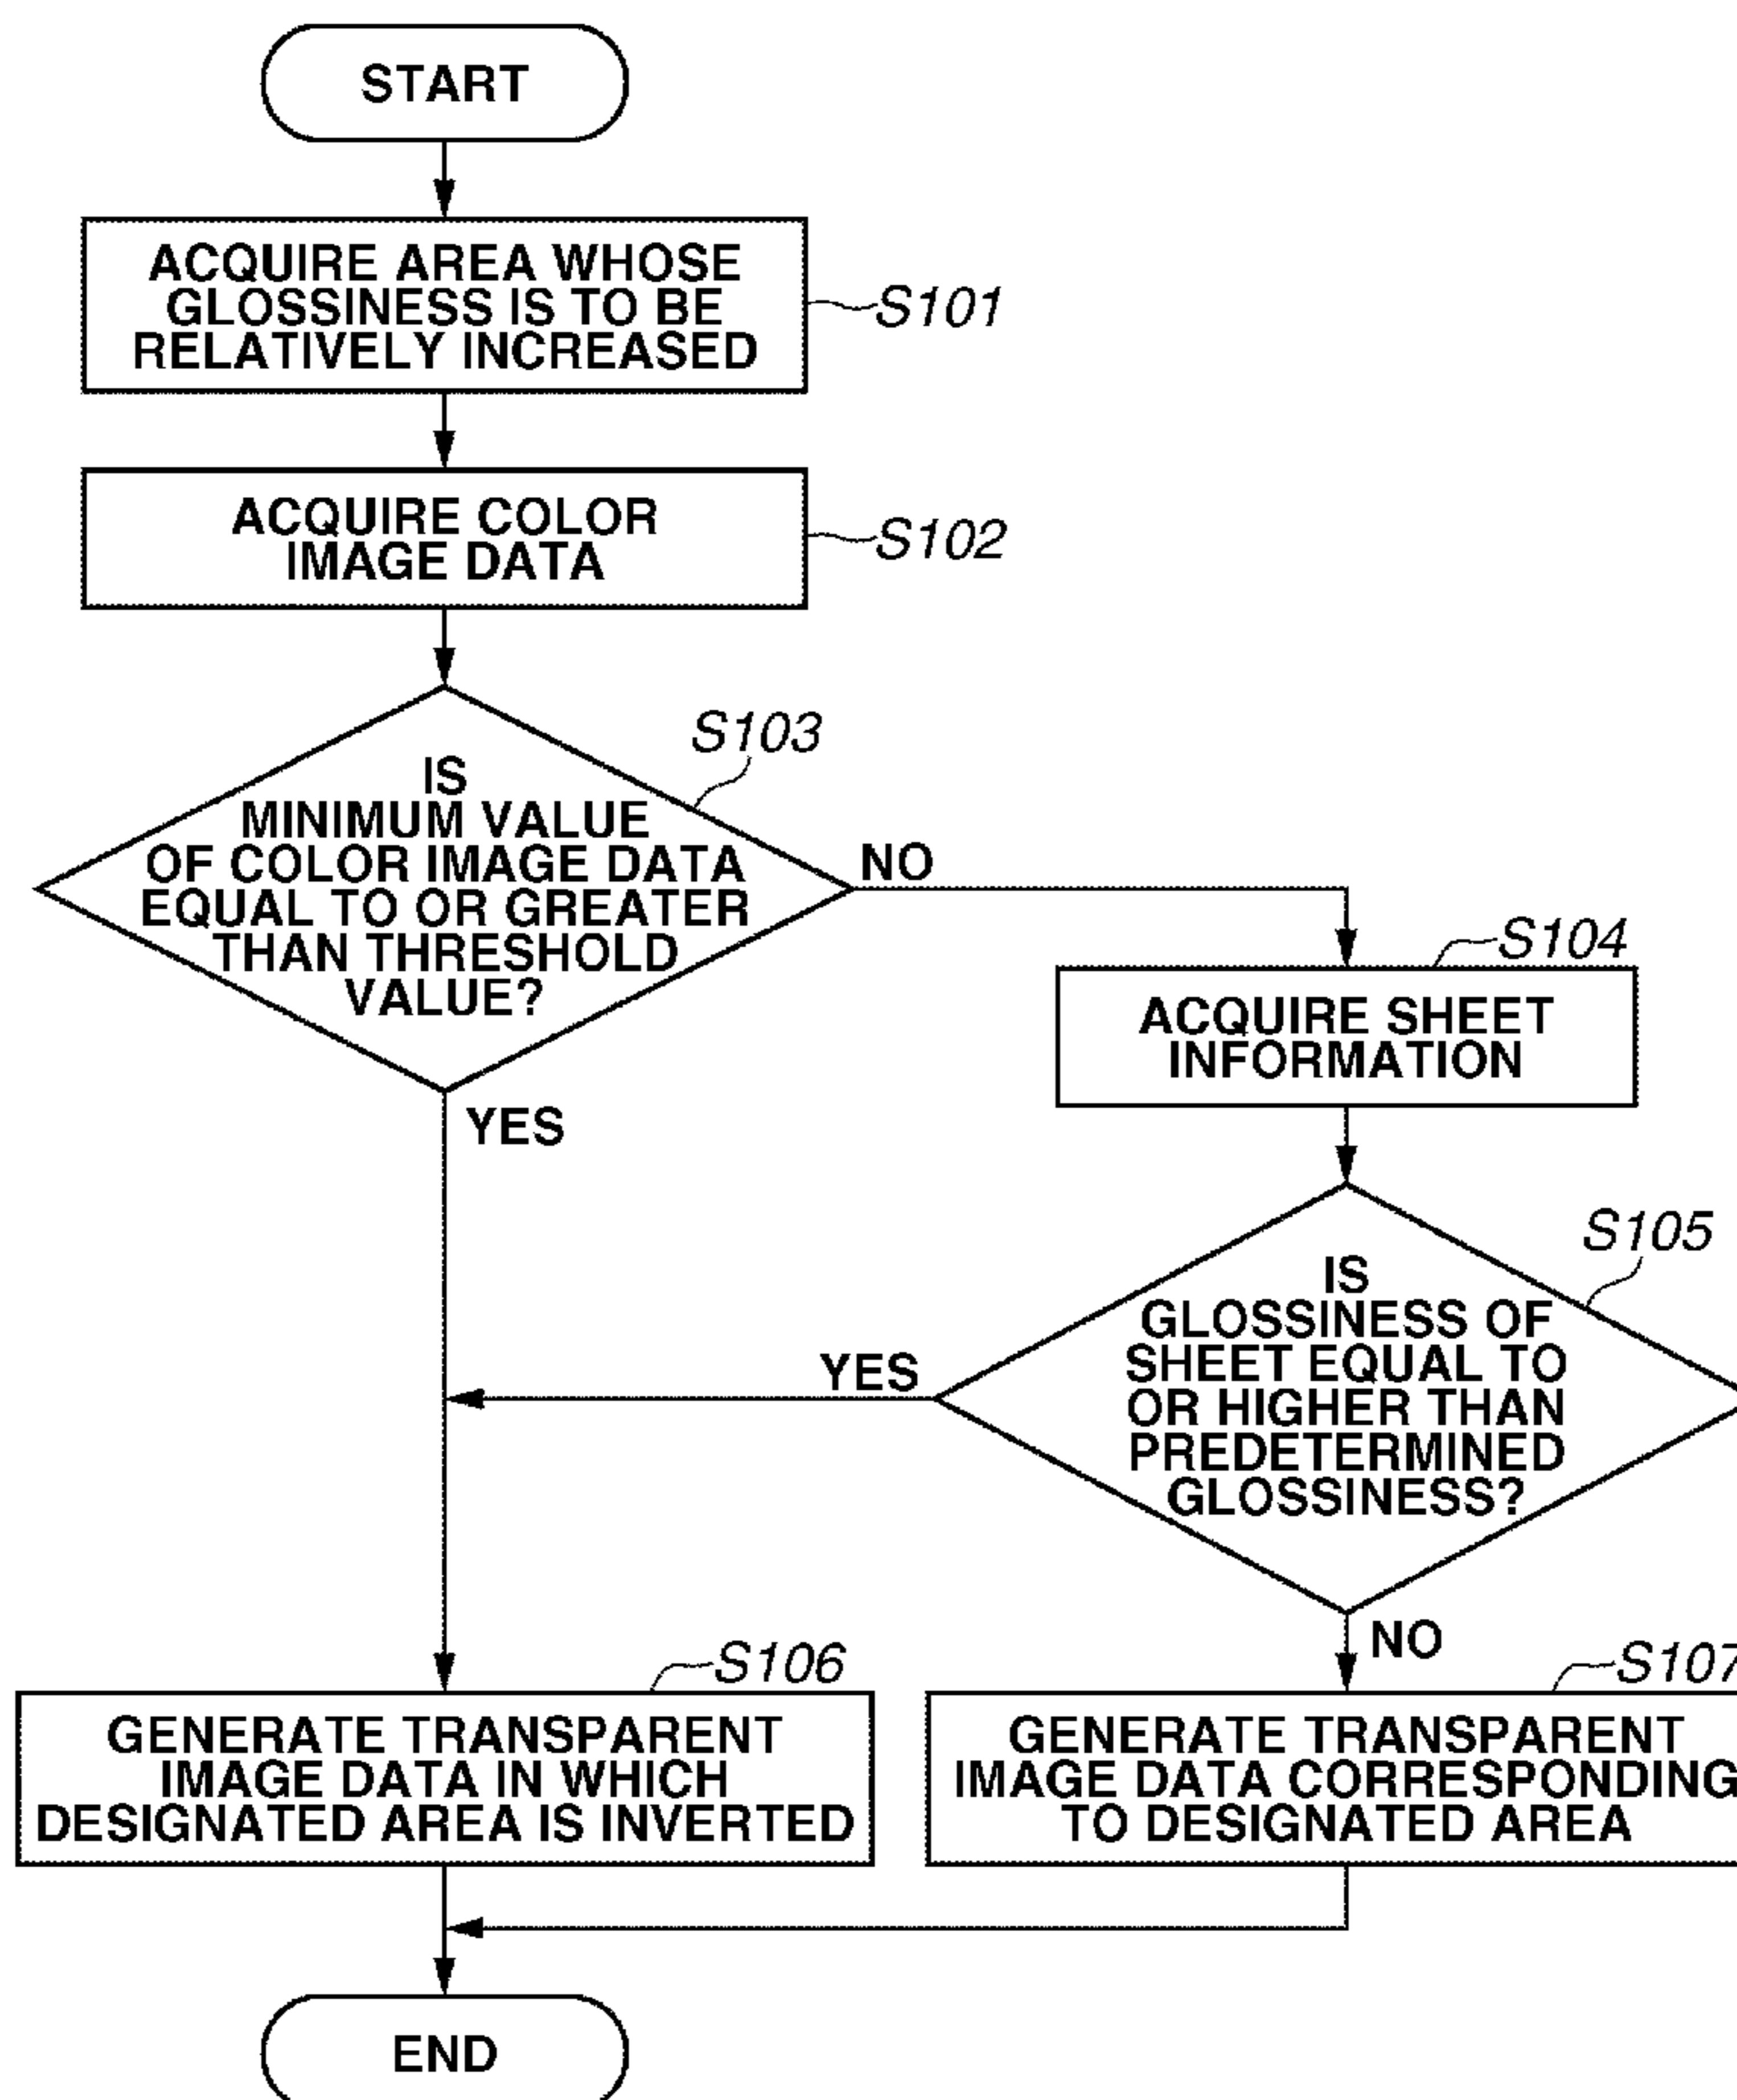 START
ACQUIRE AREA WHOSE
GLOSSINESS IS TO BE
RELATIVELY INCREASED
S101
ACQUIRE COLOR
IMAGE DATA
S102
S103
IS
MINIMUM VALUE
OF COLOR IMAGE DATA
EQUAL TO OR GREATER
THAN THRESHOLD
VALUE?
NO
YES
S104
ACQUIRE SHEET
INFORMATION
S105
IS
GLOSSINESS OF
SHEET EQUAL TO
OR HIGHER THAN
PREDETERMINED
GLOSSINESS?
YES
NO
S106
GENERATE TRANSPARENT
IMAGE DATA IN WHICH
DESIGNATED AREA IS INVERTED
S107
GENERATE TRANSPARENT
IMAGE DATA CORRESPONDING
TO DESIGNATED AREA
END